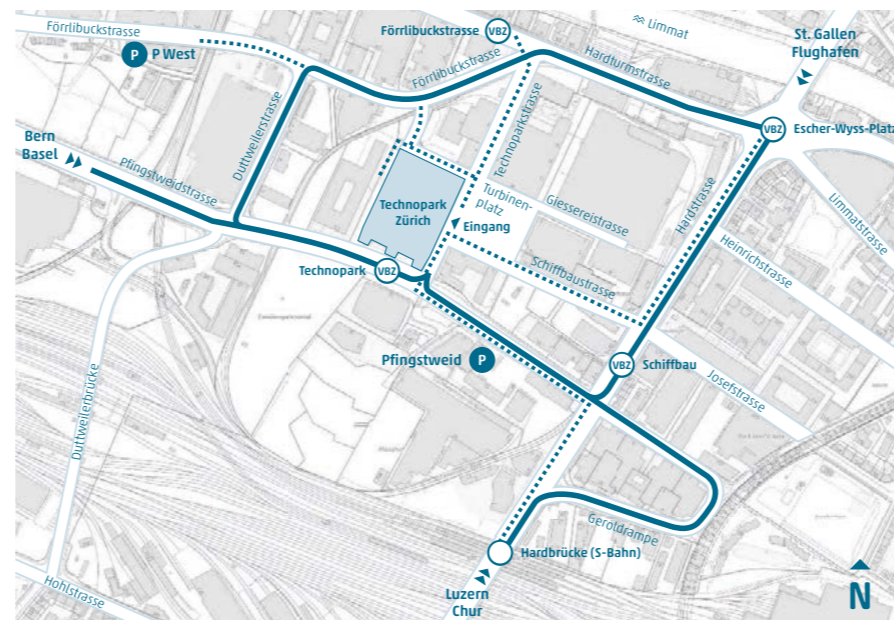 Förrlibuckstrasse
P
P West
Förrlibuckstrasse
VBZ
Limmat
St. Gallen
Flughafen
Förrlibuckstrasse
Hardturmstrasse
VBZ
Escher-Wyss-Platz
Bern
Basel
Pfingstweidstrasse
Duttweilerstrasse
Technoparkstrasse
Technopark
Zürich
Turbinen-
platz
Eingang
Giessereistrasse
Hardstrasse
Limmatstrasse
Heinrichstrasse
Technopark
VBZ
Schiffbaustrasse
Pfingstweid
P
VBZ
Schiffbau
Josefstrasse
Duttweilerbrücke
Geroldrampe
Hardbrücke (S-Bahn)
Hohlstrasse
Luzern
Chur
N